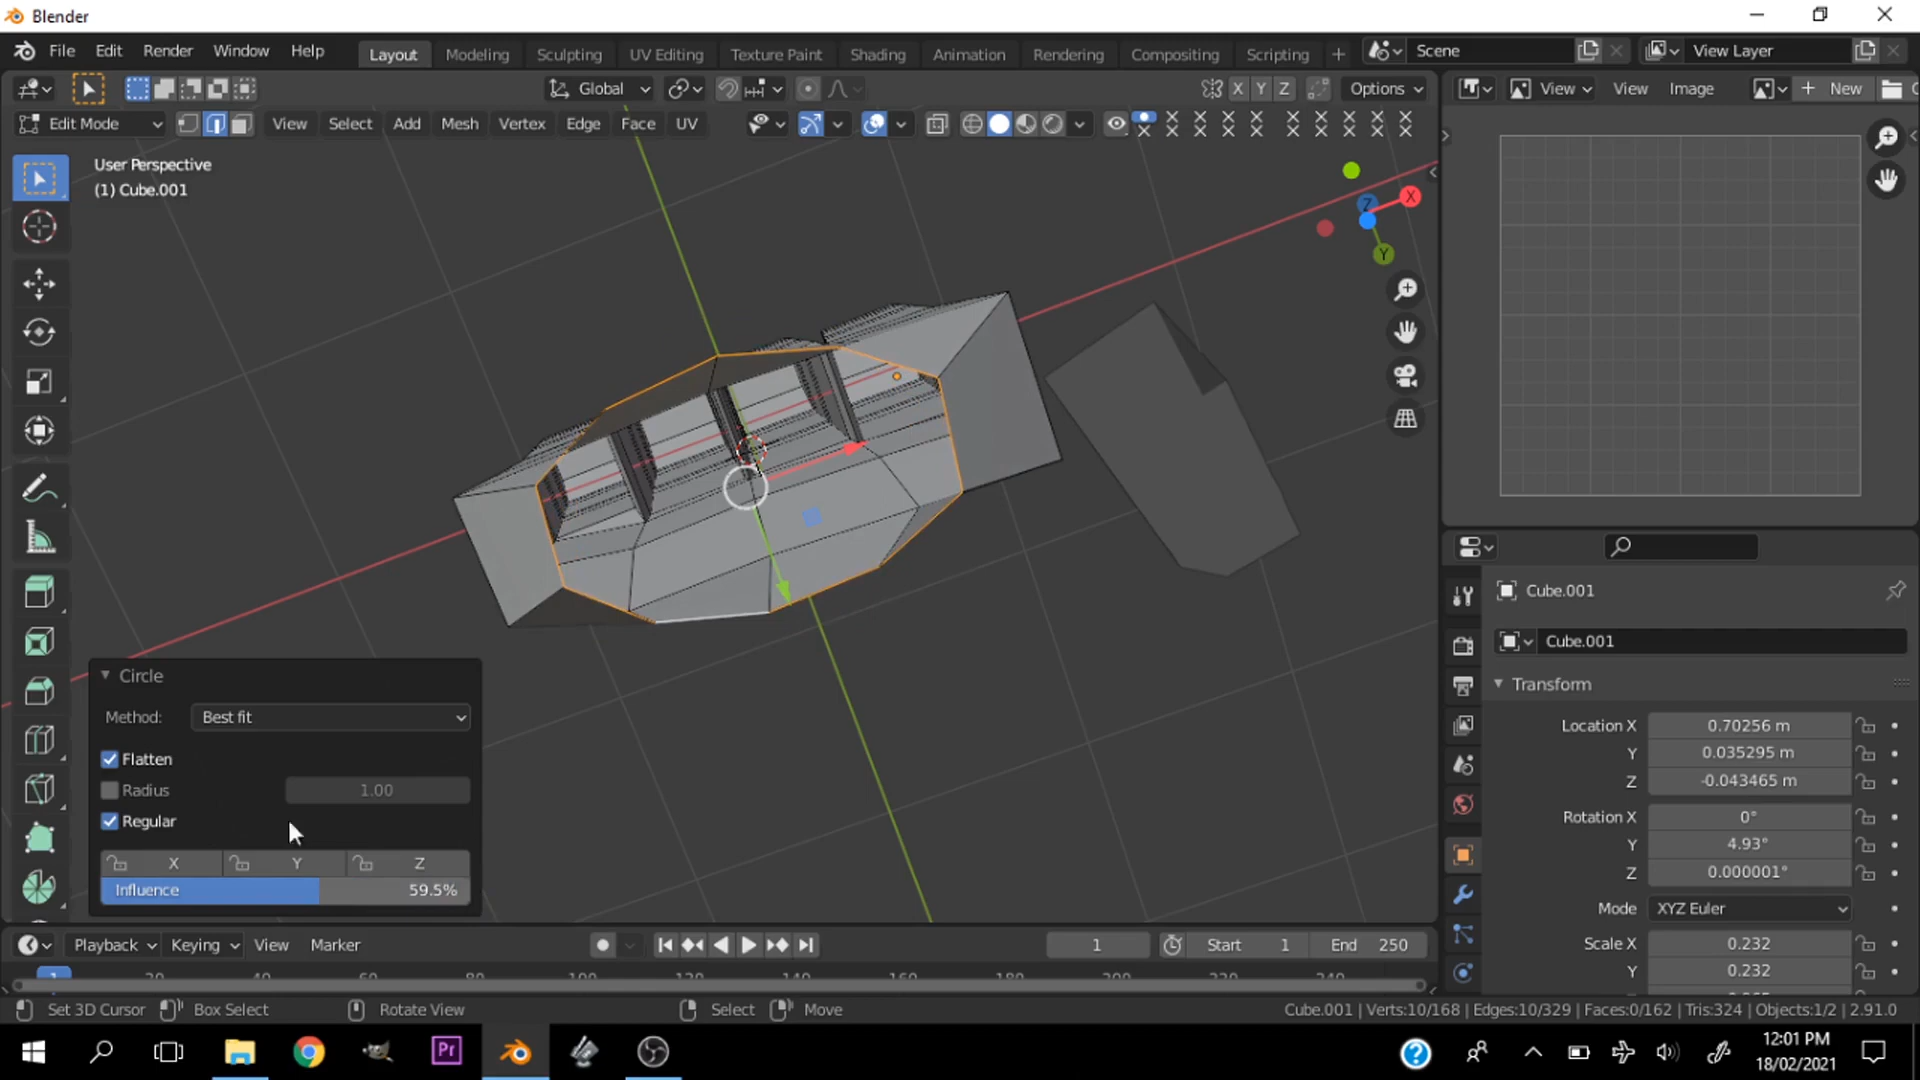 Blender
File Edit Render Window Help
Layout Modeling Sculpting UV Editing Texture Paint Shading Animation Rendering Compositing Scripting
Scene
View Layer
Global
X Y Z
Options
View View Image
New
Edit Mode
View Select Add Mesh Vertex Edge Face UV
User Perspective
(1) Cube.001
X
Z
Y
Circle
Method: Best fit
Flatten
Radius 1.00
Regular
X Y Z
Influence 59.5%
Cube.001
Cube.001
Transform
Location X 0.70256 m
Y 0.035295 m
Z -0.043465 m
Rotation X 0°
Y 4.93°
Z 0.000001°
Mode XYZ Euler
Scale X 0.232
Y 0.232
Playback Keying View Marker
1
Start 1
End 250
Set 3D Cursor Box Select Rotate View Select Move
Cube.001 | Verts:10/168 | Edges:10/329 | Faces:0/162 | Tris:324 | Objects:1/2 | 2.91.0
Pr
12:01 PM
18/02/2021